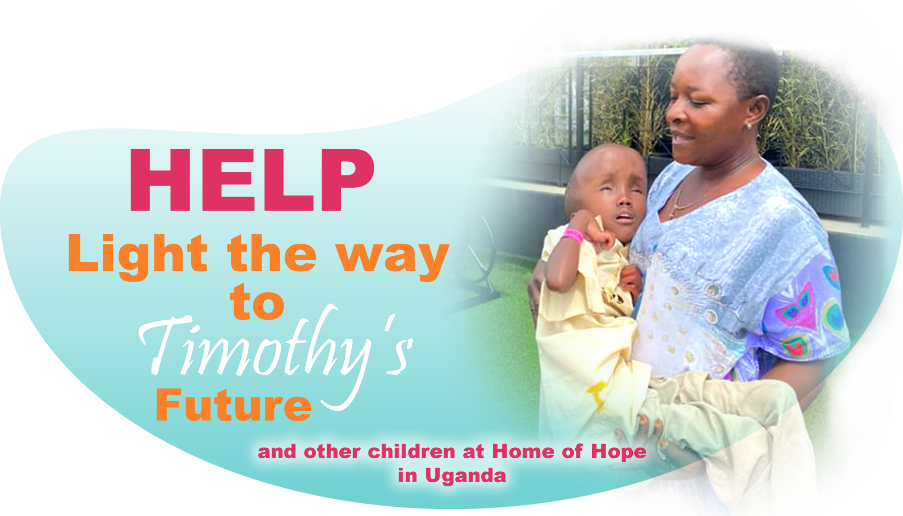 HELP
Light the way
to
Timothy's
Future
and other children at Home of Hope
in Uganda